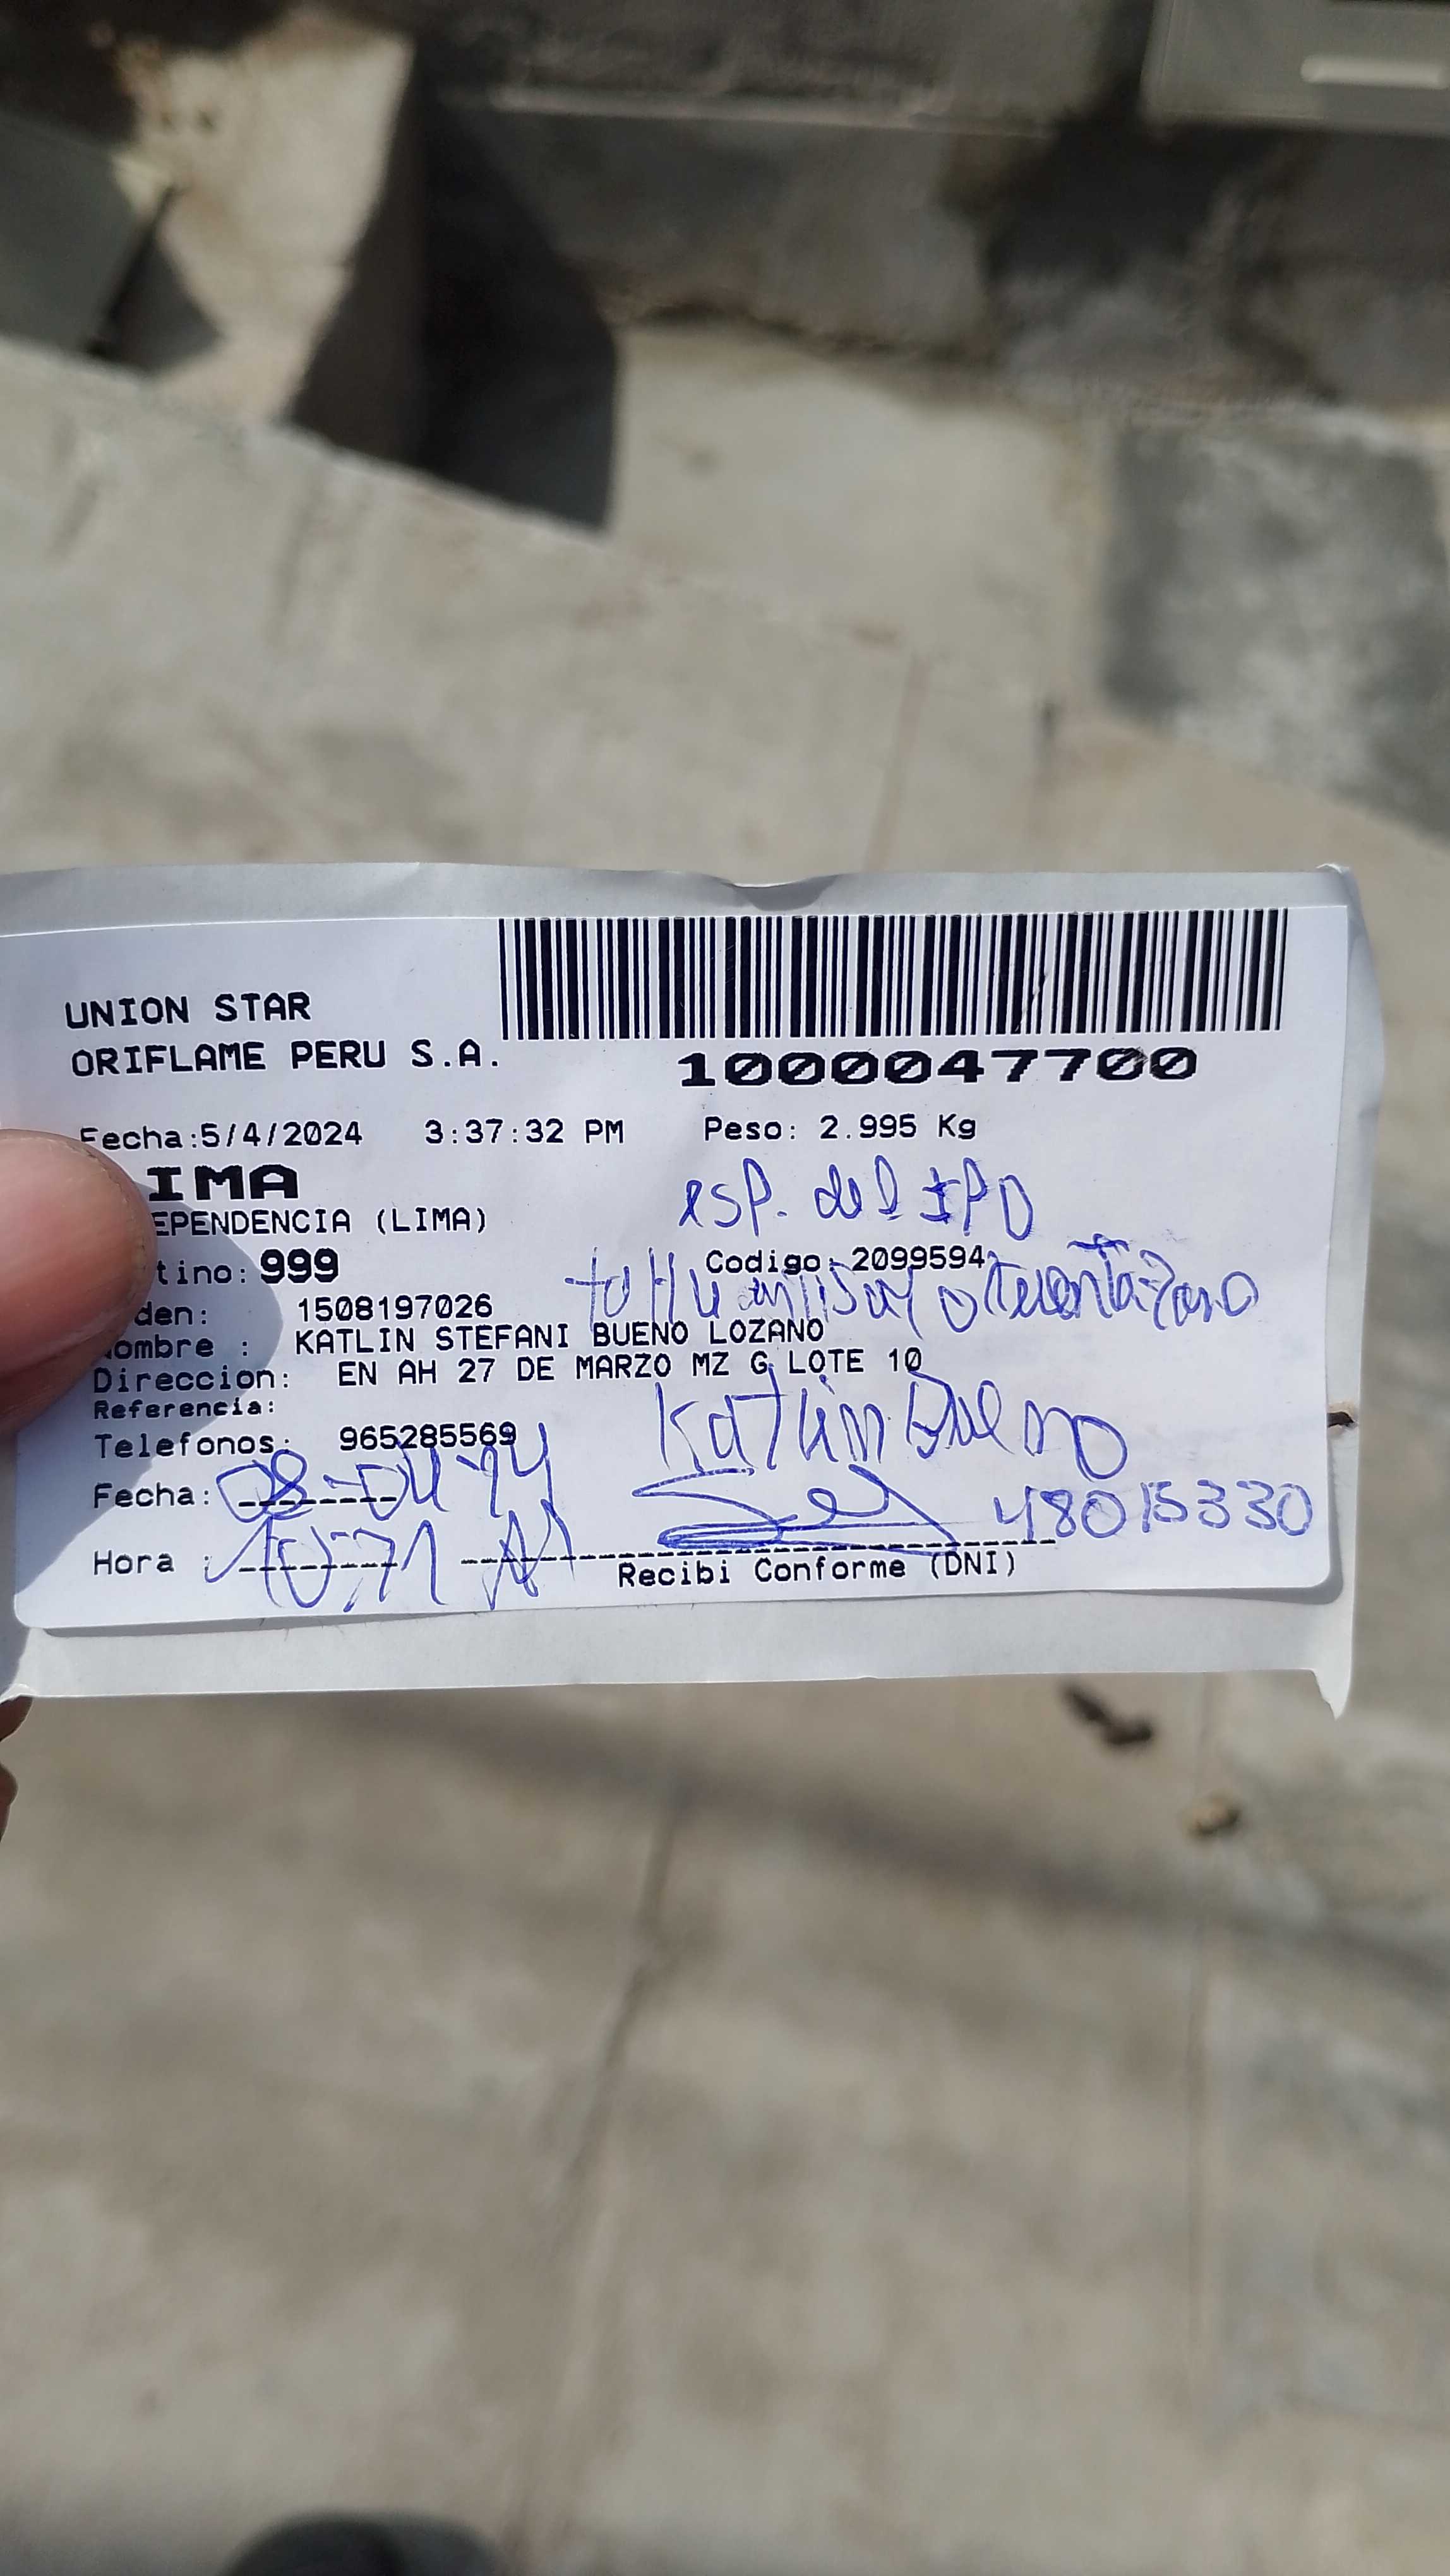 UNION STAR
ORIFLAME PERU S.A.
1000047700
Fecha:5/4/2024 3:37:32 PM Peso: 2.995 Kg
IMA
EPENDENCIA (LIMA)
esp. del IPD
tino: 999 Codigo: 2099594
den: 1508197026
ombre : KATLIN STEFANI BUENO LOZANO
Direccion: EN AH 27 DE MARZO MZ G LOTE 10
Referencia:
Telefonos: 965285569
Katlin Bueno
Fecha: 08-04-
48015330
Hora :
Recibi Conforme (DNI)